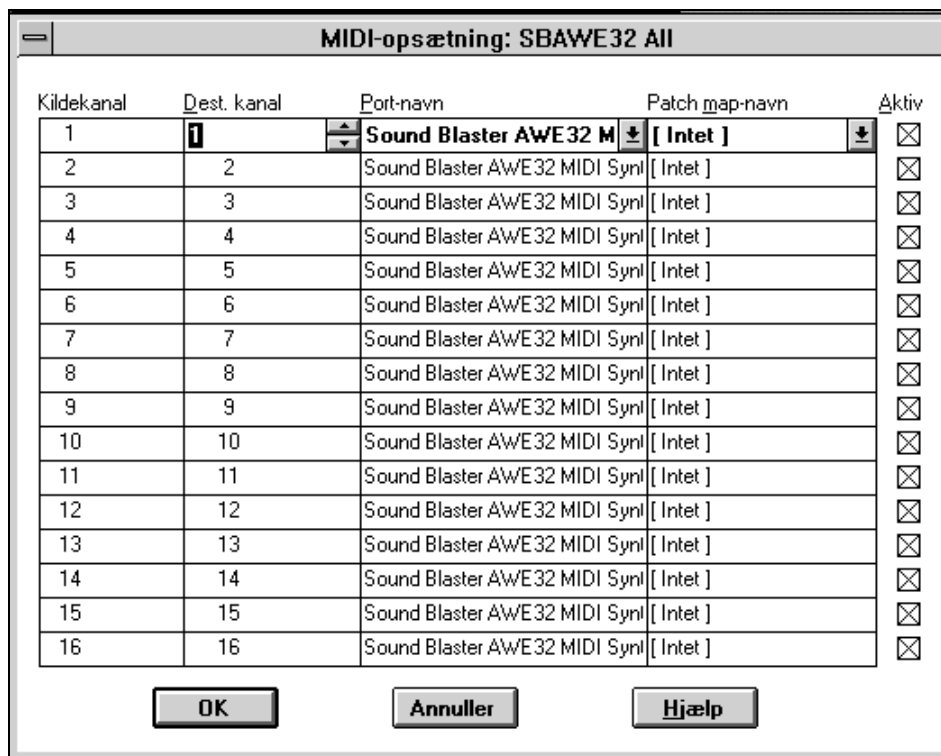 MIDI-opsætning: SBAWE32 All
Kildekanal Dest. kanal Port-navn Patch map-navn Aktiv
1 1 Sound Blaster AWE32 M [ Intet ]
2 2 Sound Blaster AWE32 MIDI Synt [ Intet ]
3 3 Sound Blaster AWE32 MIDI Synt [ Intet ]
4 4 Sound Blaster AWE32 MIDI Synt [ Intet ]
5 5 Sound Blaster AWE32 MIDI Synt [ Intet ]
6 6 Sound Blaster AWE32 MIDI Synt [ Intet ]
7 7 Sound Blaster AWE32 MIDI Synt [ Intet ]
8 8 Sound Blaster AWE32 MIDI Synt [ Intet ]
9 9 Sound Blaster AWE32 MIDI Synt [ Intet ]
10 10 Sound Blaster AWE32 MIDI Synt [ Intet ]
11 11 Sound Blaster AWE32 MIDI Synt [ Intet ]
12 12 Sound Blaster AWE32 MIDI Synt [ Intet ]
13 13 Sound Blaster AWE32 MIDI Synt [ Intet ]
14 14 Sound Blaster AWE32 MIDI Synt [ Intet ]
15 15 Sound Blaster AWE32 MIDI Synt [ Intet ]
16 16 Sound Blaster AWE32 MIDI Synt [ Intet ]
OK Annuller Hjælp